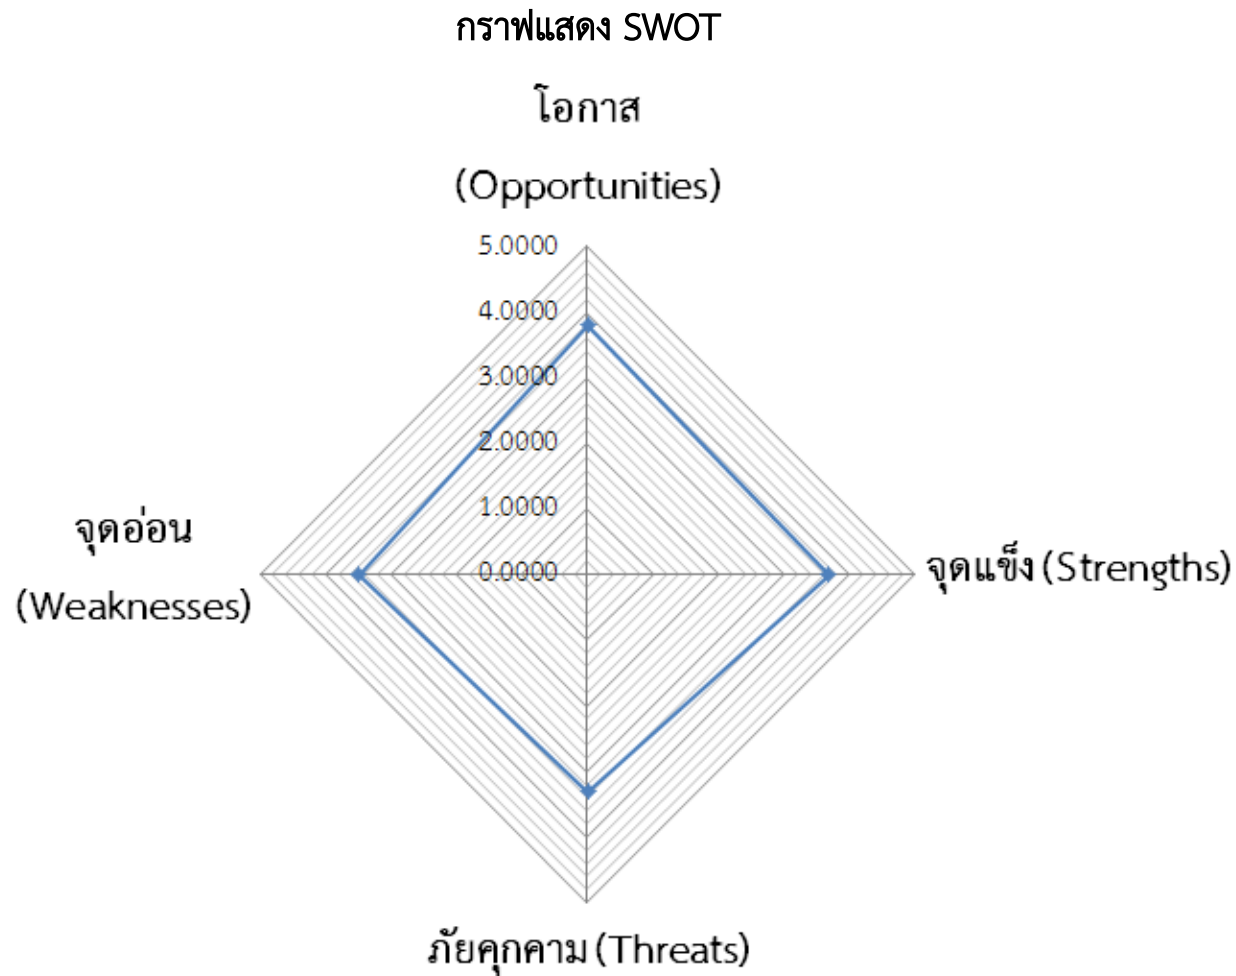 กราฟแสดง SWOT
โอกาส
(Opportunities)
5.0000
4.0000
3.0000
2.0000
1.0000
0.0000
จุดอ่อน
(Weaknesses)
จุดแข็ง (Strengths)
ภัยคุกคาม (Threats)